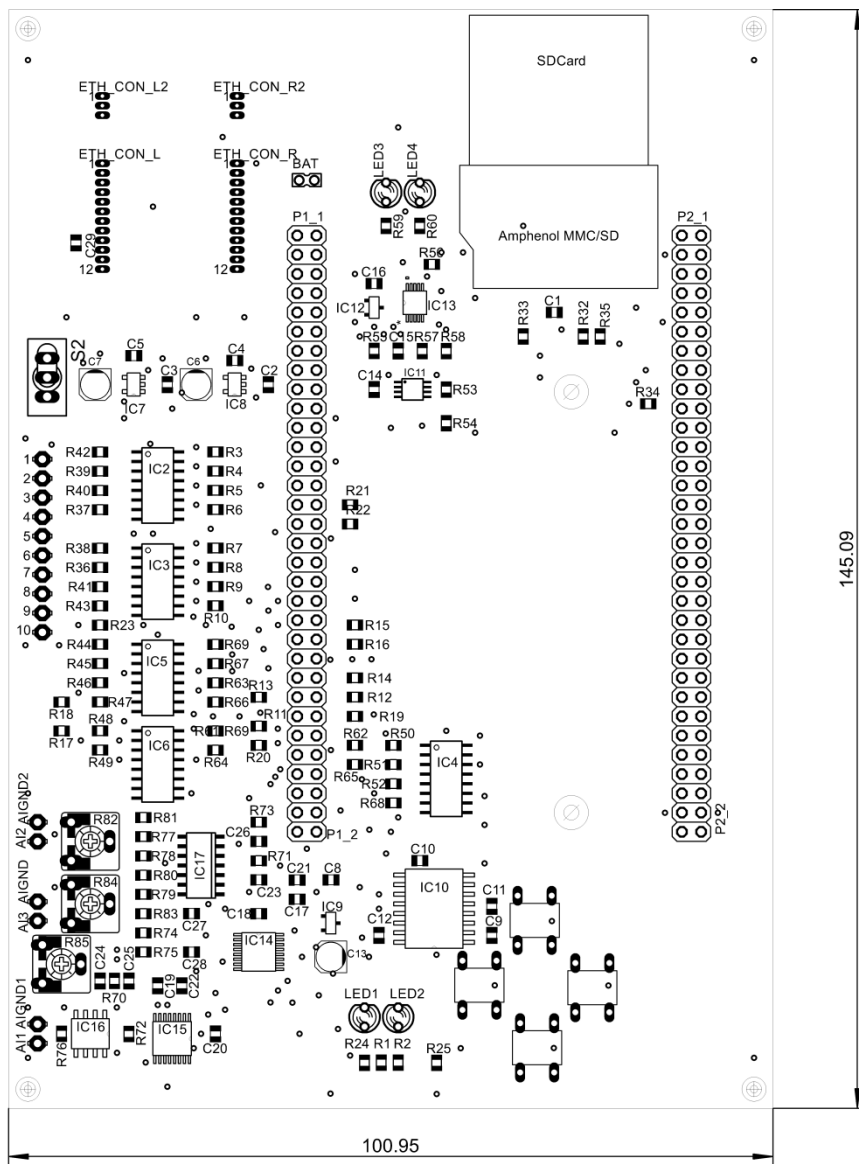 SDCard
ETH_CON_L2
ETH_CON_R2
1
1
ETH_CON_L
ETH_CON_R
1
1
BAT
LED3
LED4
P1_1
P2_1
R59
R60
Amphenol MMC/SD
C29
R56
12
12
C16
IC12
IC13
C1
R33
R32
R35
S2
C5
C4
R55
C15
R57
R58
C7
C3
C6
C2
IC7
IC8
C14
IC11
R53
R34
R54
R42
IC2
R3
1
R39
R4
2
R40
R5
3
R37
R6
R21
4
R22
5
R38
R7
6
R36
IC3
R8
7
R41
R9
8
R43
R10
9
R23
R15
10
R44
R69
R16
R45
IC5
R67
R46
R63
R14
R18
R47
R66
R13
R12
R17
R48
R61
R69
R11
R19
R49
IC6
R64
R20
R62
R50
R65
R51
IC4
R52
R68
145.09
AI2 AIGND2
R82
R81
R73
P1_2
P2_2
R77
C26
R78
IC17
R71
C10
R80
AI3 AIGND
R84
R79
C23
C21
C8
IC10
C11
R83
C27
C18
C17
IC9
R74
C12
C9
R85
R75
C28
IC14
C13
C24
C25
R70
C19
C22
LED1
LED2
AI1 AIGND1
IC16
R76
R72
IC15
C20
R24
R1
R2
R25
100.95